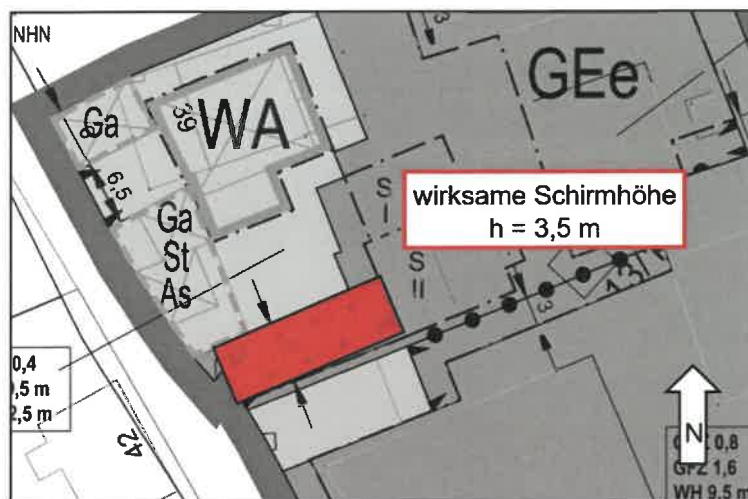 NHN
Ga
39
WA
GEe
6,5
Ga
St
As
S
I
wirksame Schirmhöhe
h = 3,5 m
S
II
3
0,4
9,5 m
2,5 m
42
N
0,8
GFZ 1,6
WH 9,5 m